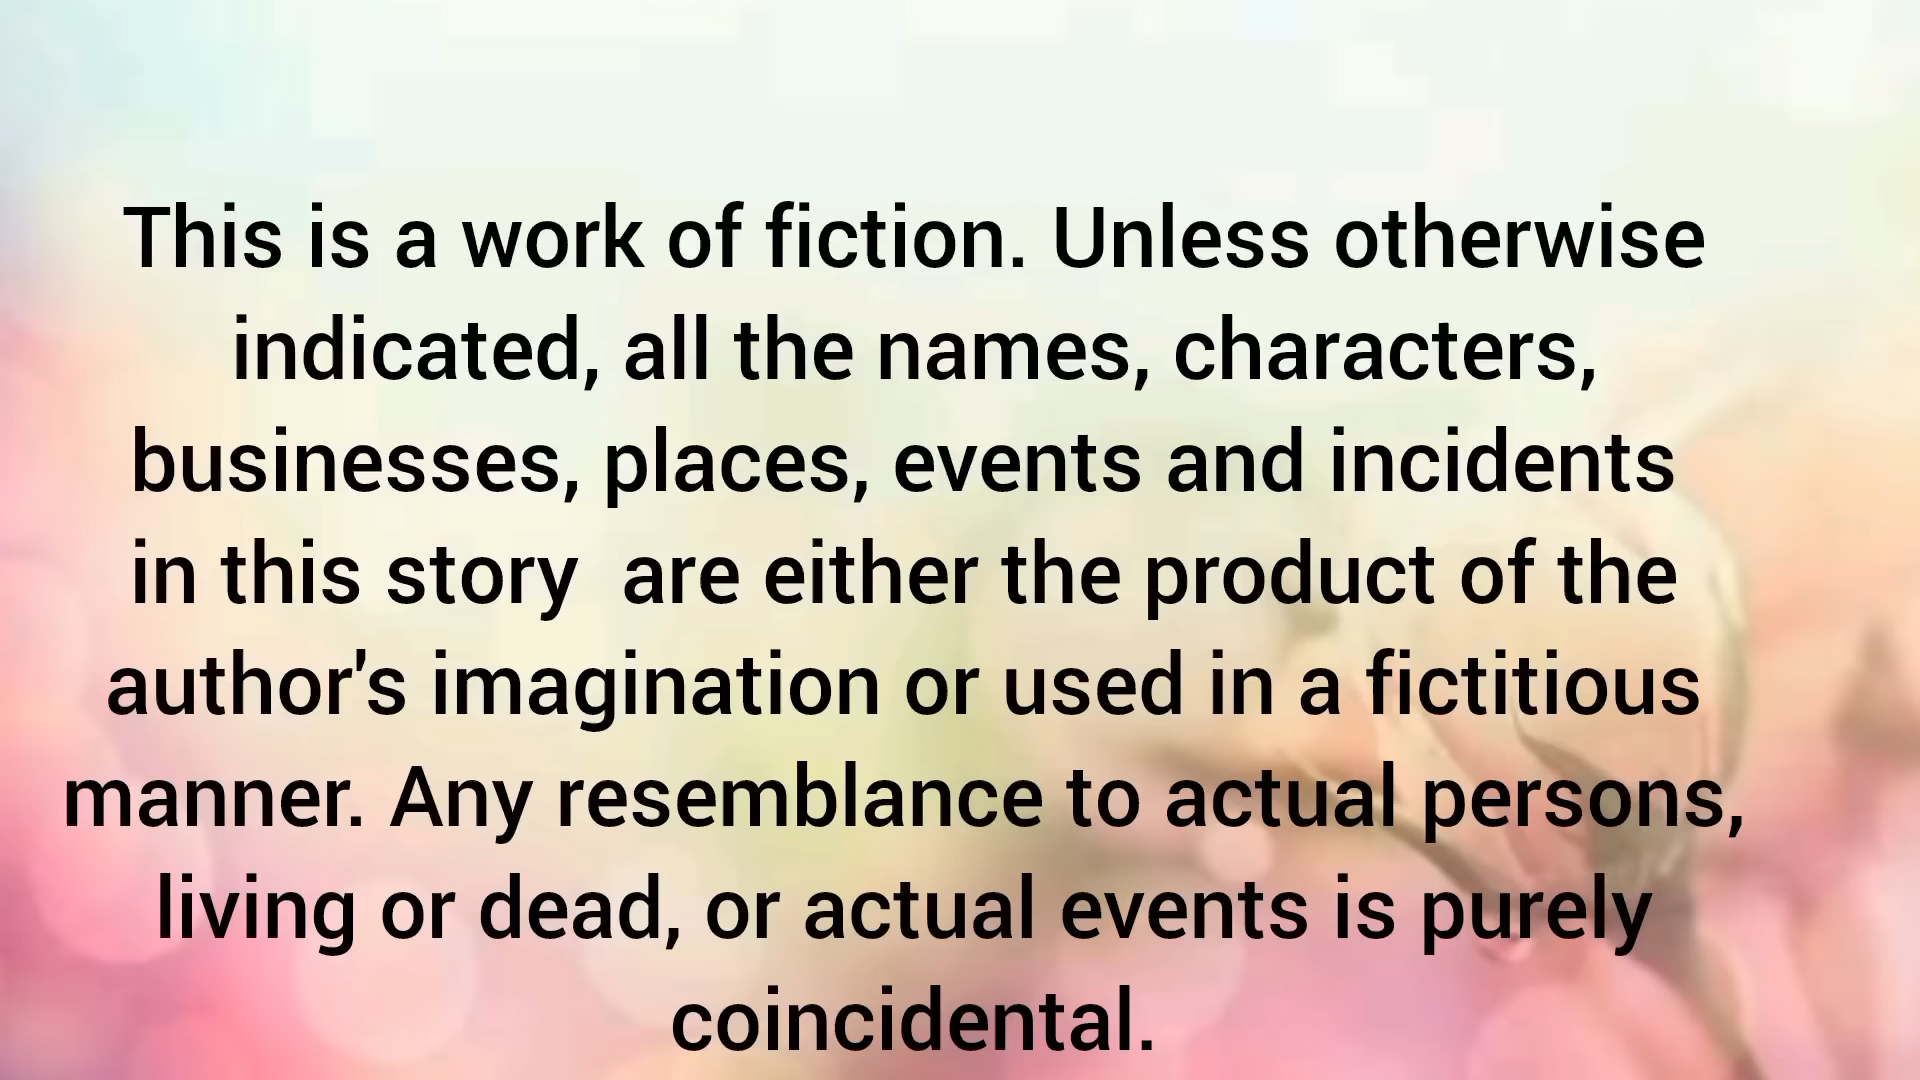 This is a work of fiction. Unless otherwise
indicated, all the names, characters,
businesses, places, events and incidents
in this story  are either the product of the
author's imagination or used in a fictitious
manner. Any resemblance to actual persons,
living or dead, or actual events is purely
coincidental.